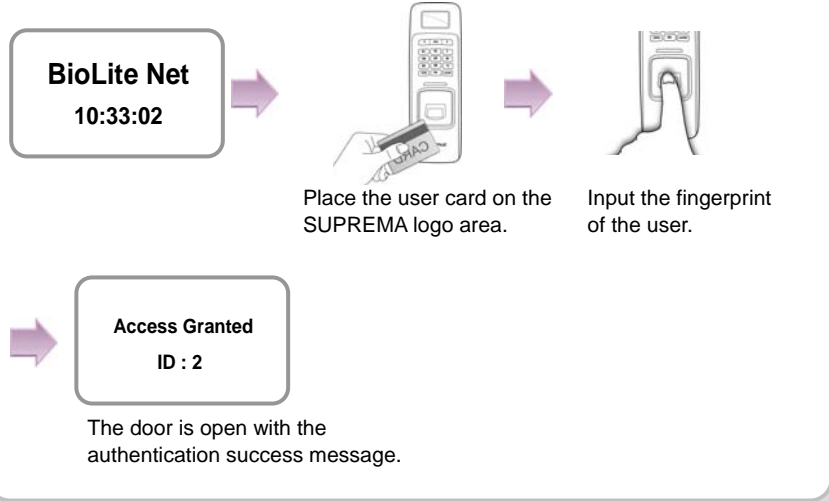 BioLite Net
10:33:02
CARD
Place the user card on the
SUPREMA logo area.
Input the fingerprint
of the user.
Access Granted
ID : 2
The door is open with the
authentication success message.